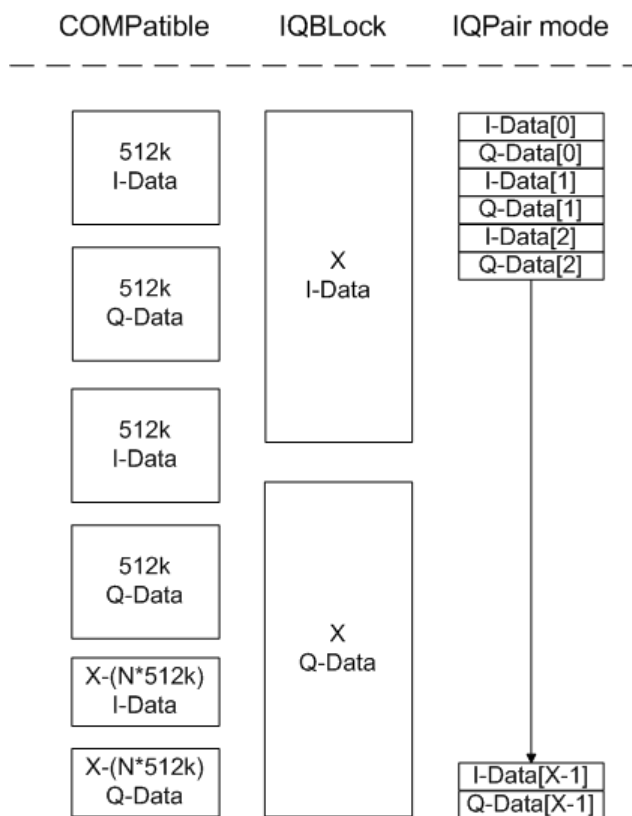 COMPatible
IQBLock
IQPair mode
512k
I-Data
512k
Q-Data
512k
I-Data
512k
Q-Data
X-(N*512k)
I-Data
X-(N*512k)
Q-Data
X
I-Data
X
Q-Data
I-Data[0]
Q-Data[0]
I-Data[1]
Q-Data[1]
I-Data[2]
Q-Data[2]
I-Data[X-1]
Q-Data[X-1]